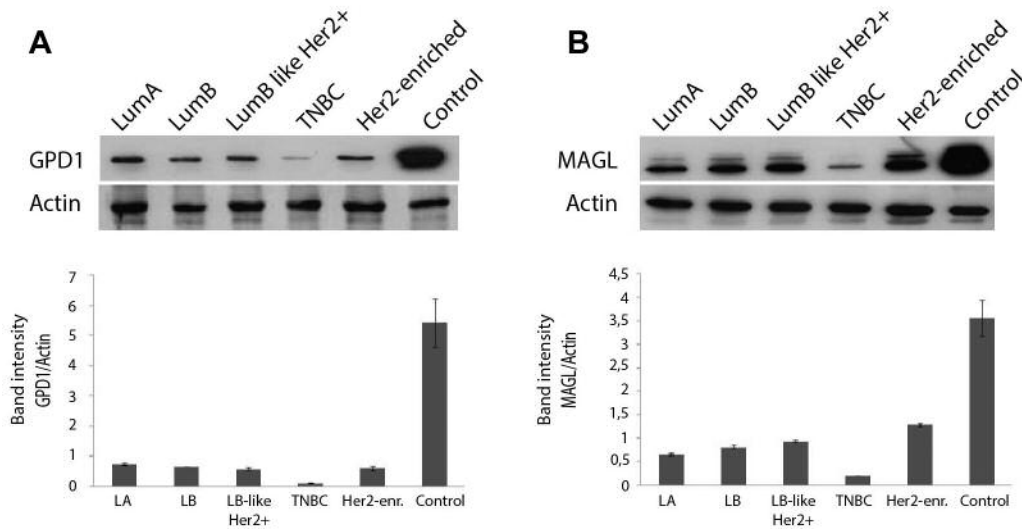 A
LumA
LumB
LumB like Her2+
TNBC
Her2-enriched
Control
GPD1
Actin
Band intensity
GPD1/Actin
7
6
5
4
3
2
1
0
LA
LB
LB-like
Her2+
TNBC
Her2-enr.
Control
B
LumA
LumB
LumB like Her2+
TNBC
Her2-enriched
Control
MAGL
Actin
Band intensity
MAGL/Actin
4,5
4
3,5
3
2,5
2
1,5
1
0,5
0
LA
LB
LB-like
Her2+
TNBC
Her2-enr.
Control